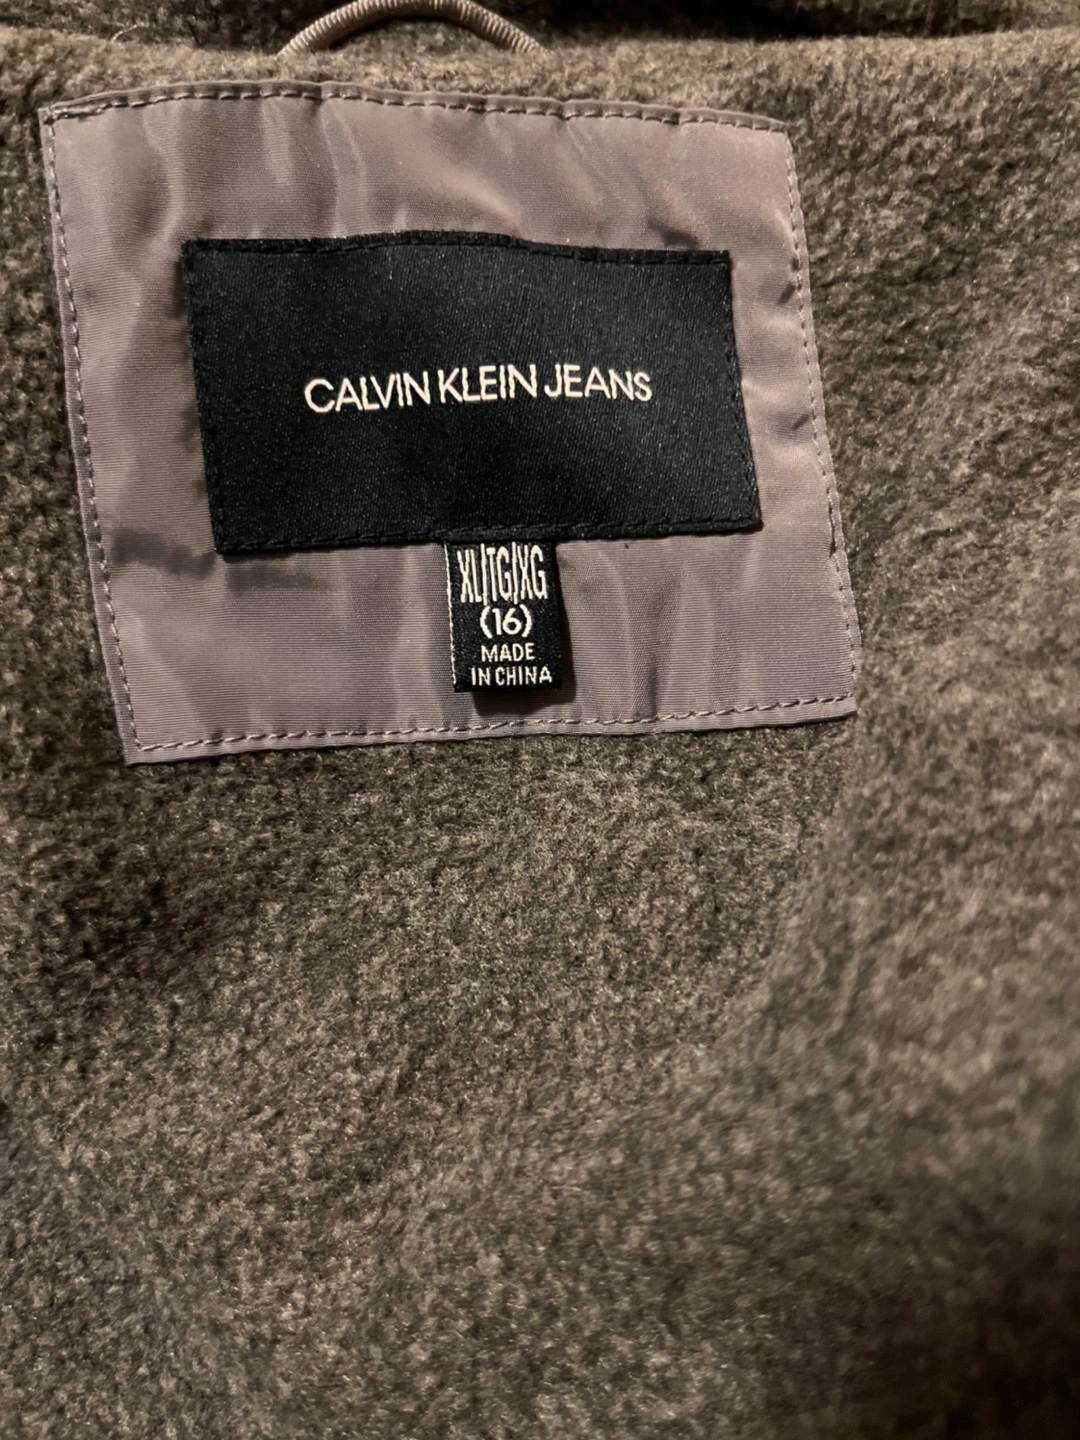 CALVIN KLEIN JEANS
XL/TG/XG
(16)
MADE
IN CHINA